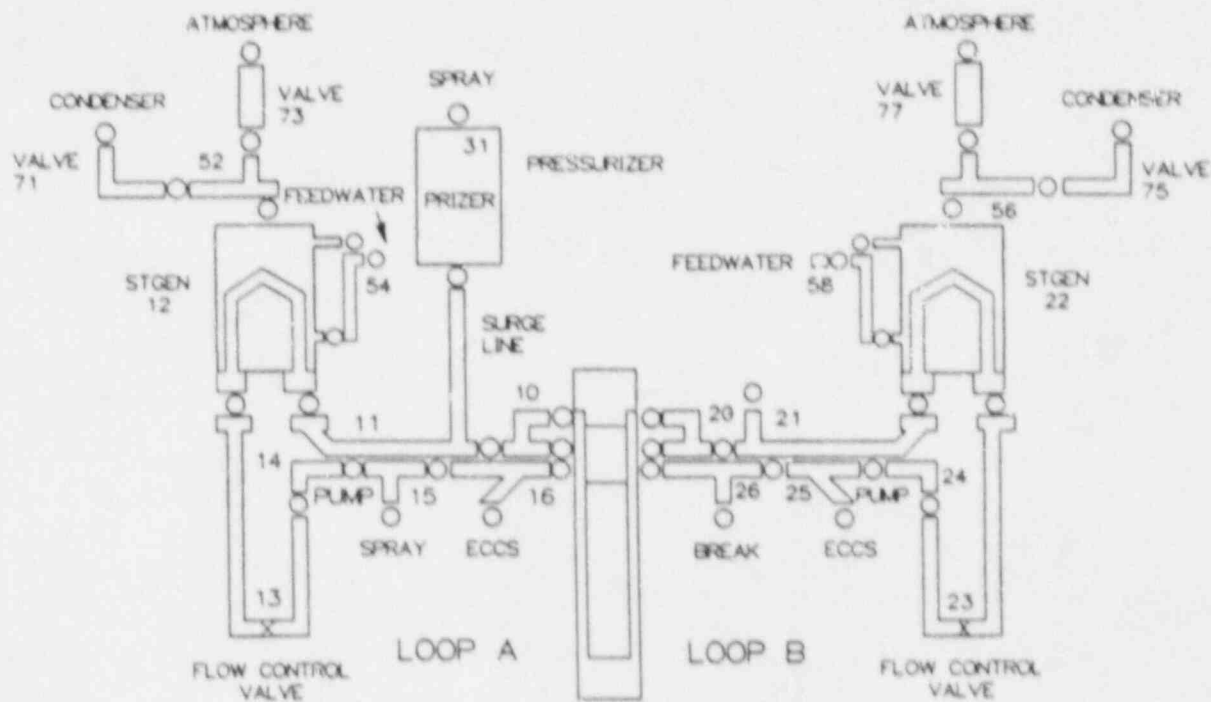 ATMOSPHERE
ATMOSPHERE
SPRAY
CONDENSER
VALVE
73
VALVE
77
CONDEMSER
31
PRESSURIZER
VALVE
71
52
VALVE
75
FEEDWATER
PRIZER
56
FEEDWATER
54
58
STGEN
12
STGEN
22
SURGE
LINE
10
11
20
21
14
PUMP
15
16
26
25
PUMP
24
SPRAY
ECCS
BREAK
ECCS
13
23
LOOP A
LOOP B
FLOW CONTROL
VALVE
FLOW CONTROL
VALVE